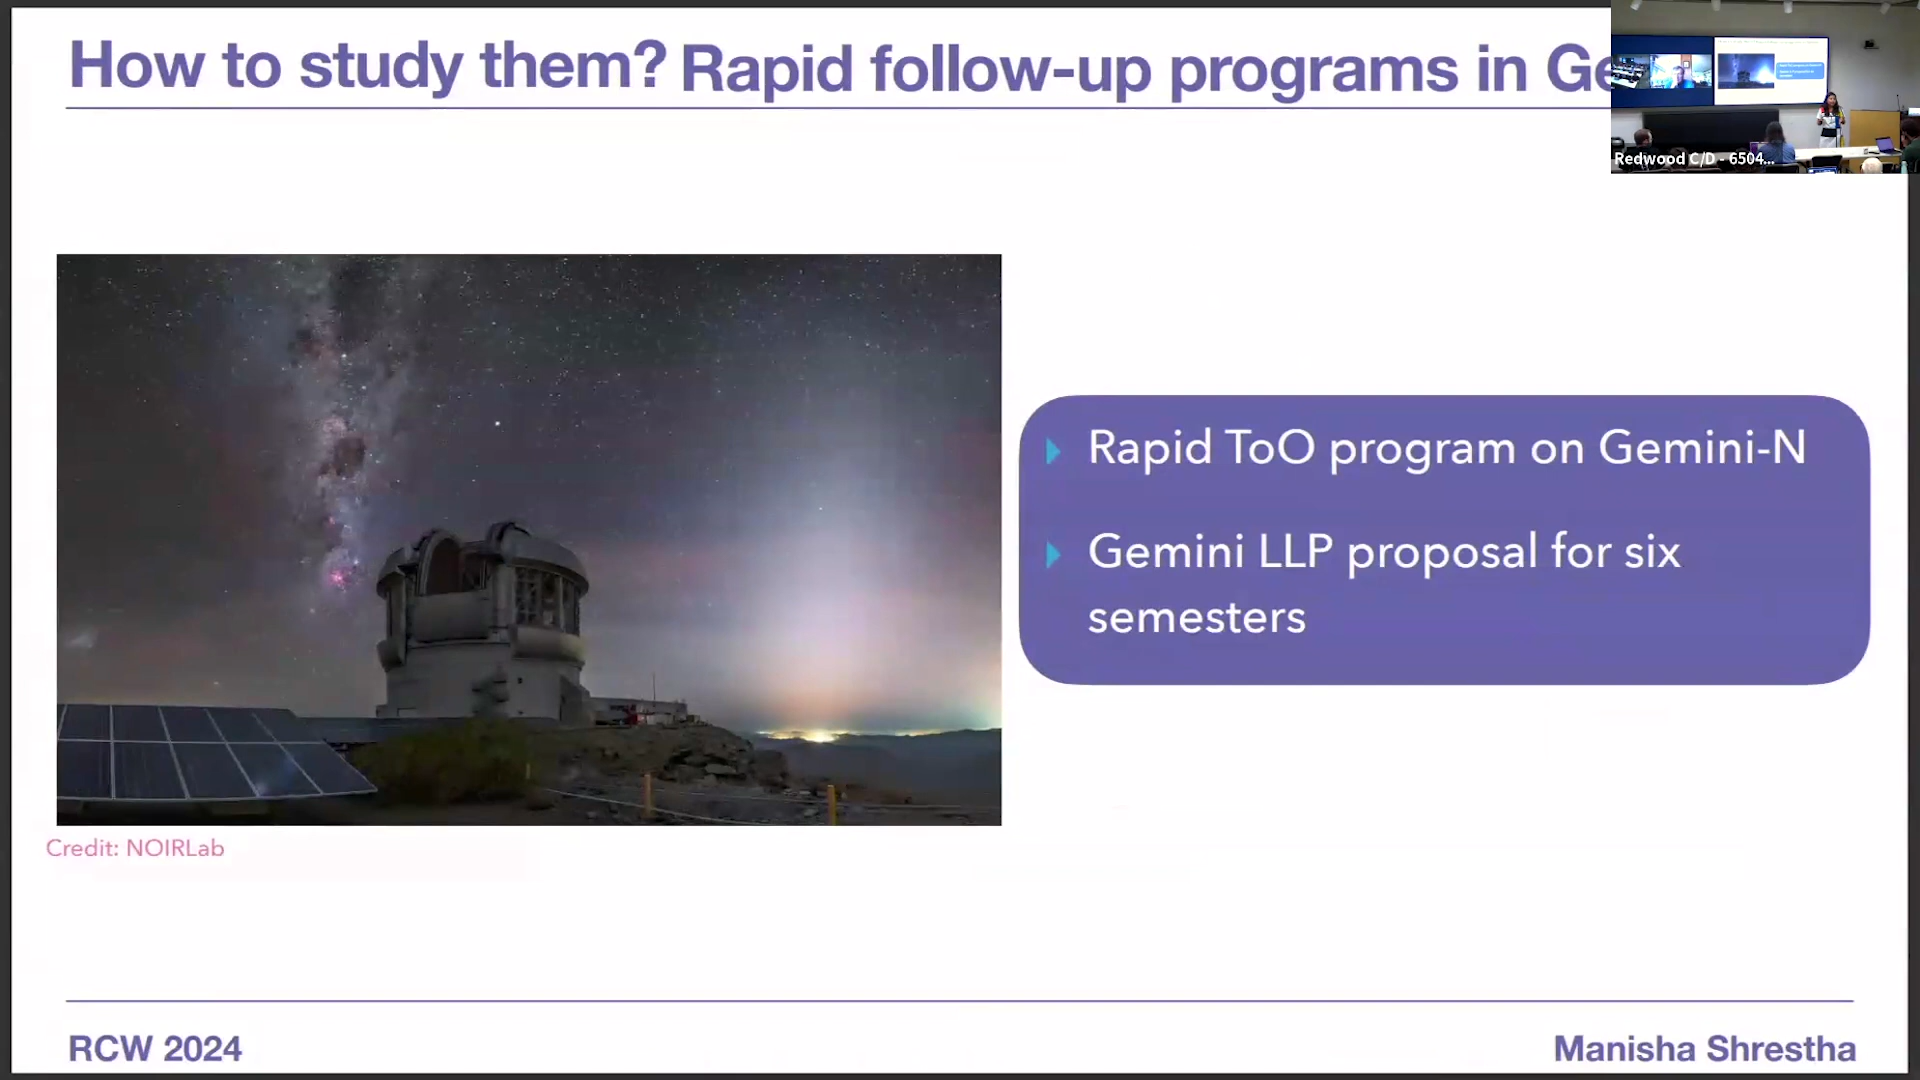 How to study them? Rapid follow-up programs in Ge
Redwood C/D - 6504...
Rapid ToO program on Gemini-N
Gemini LLP proposal for six
semesters
Credit: NOIRLab
RCW 2024
Manisha Shrestha